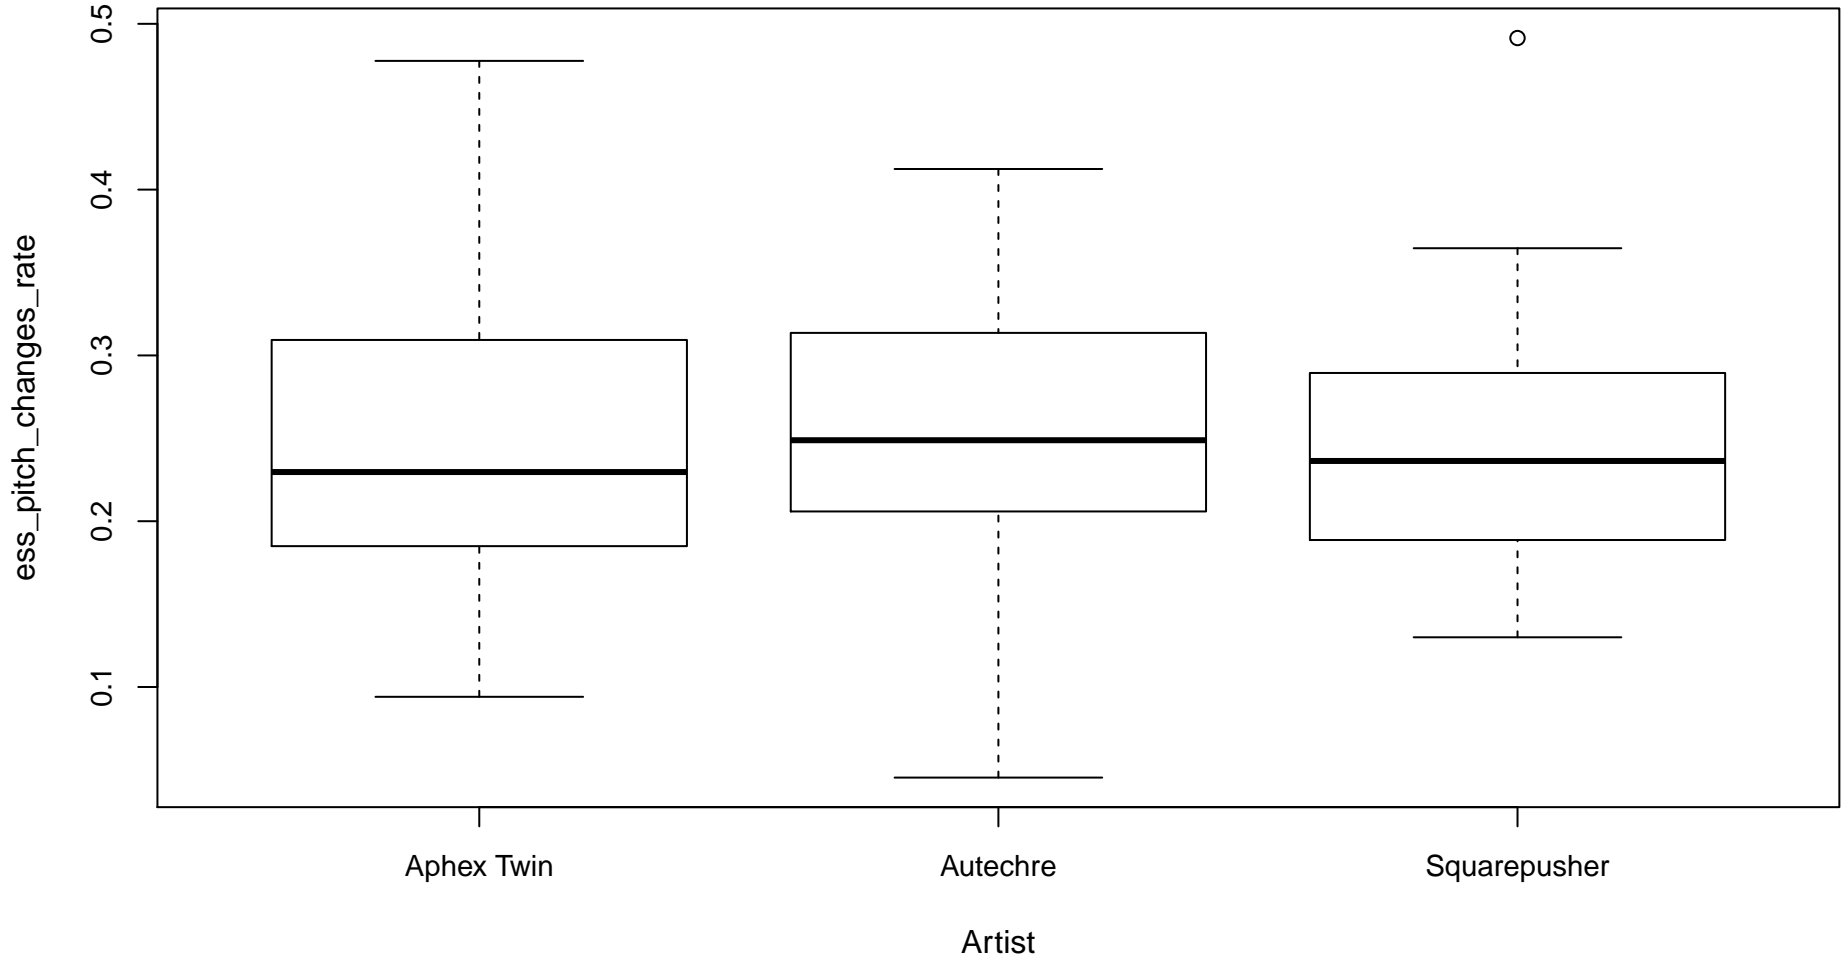 ess_pitch_changes_rate
0.5
0.4
0.3
0.2
0.1
Aphex Twin
Autechre
Squarepusher
Artist